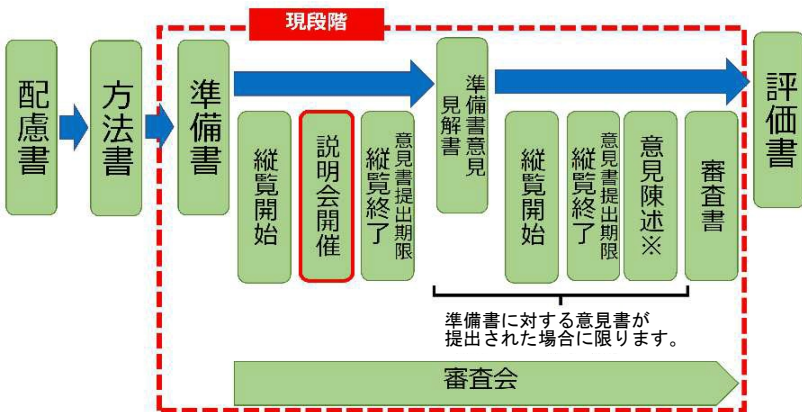 現段階
配慮書
方法書
準備書
縦覧開始
説明会開催
意見書提出期限
縦覧終了
準備書意見
見解書
縦覧開始
意見書提出期限
縦覧終了
意見陳述※
審査書
評価書
準備書に対する意見書が
提出された場合に限ります。
審査会